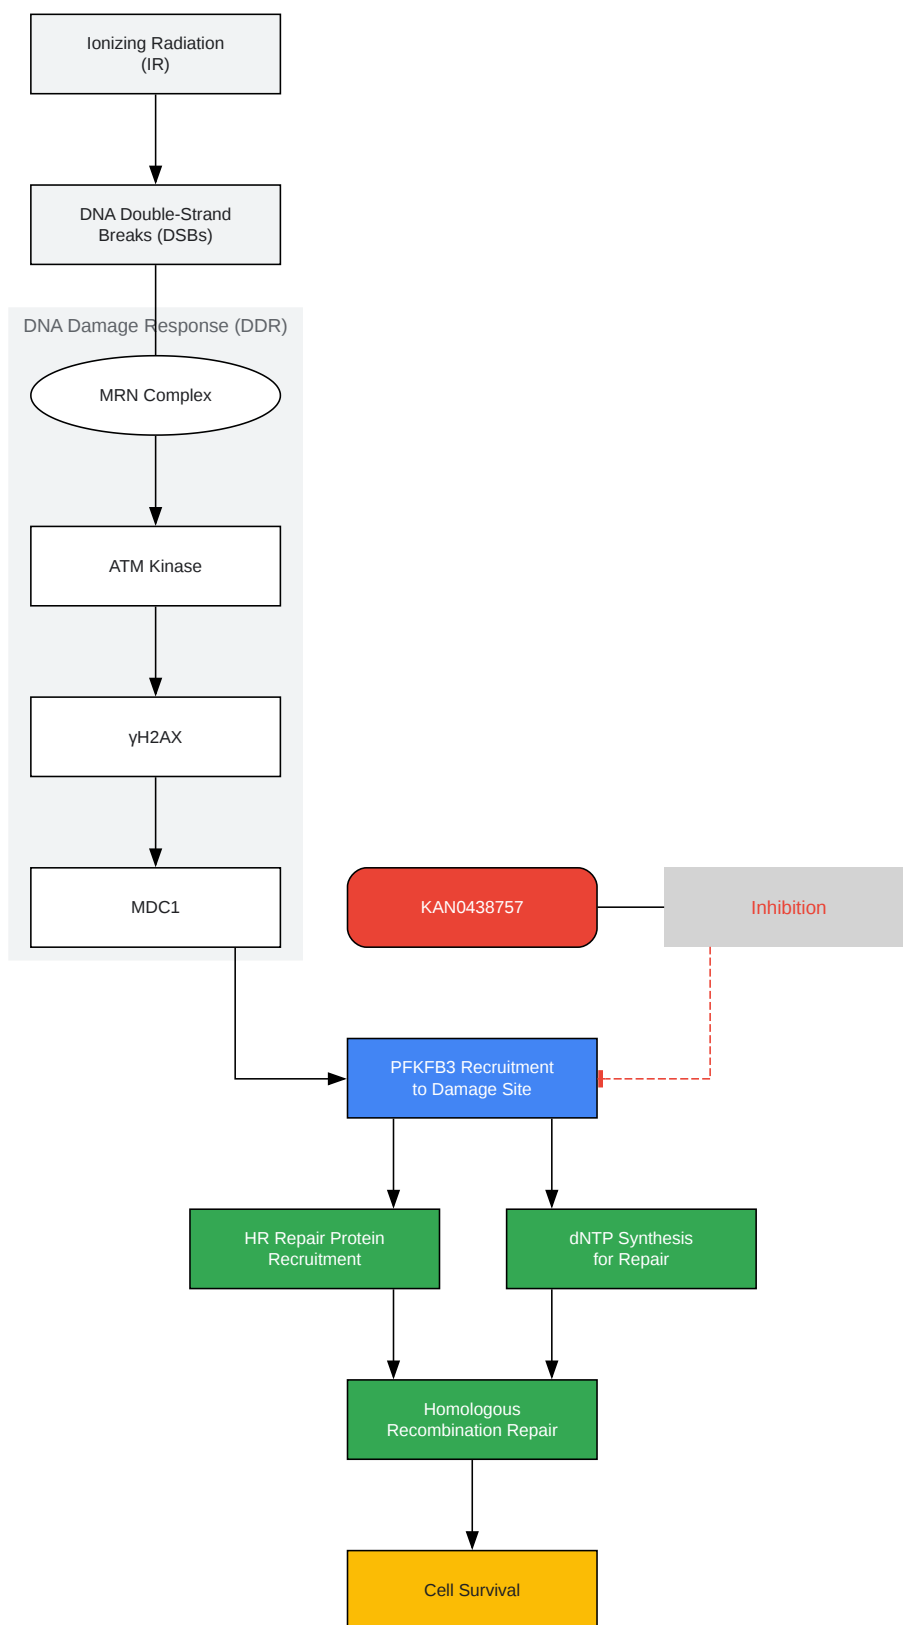 Ionizing Radiation
(IR)
DNA Double-Strand
Breaks (DSBs)
DNA Damage Response (DDR)
MRN Complex
ATM Kinase
γH2AX
MDC1
KAN0438757
Inhibition
PFKFB3 Recruitment
to Damage Site
HR Repair Protein
Recruitment
dNTP Synthesis
for Repair
Homologous
Recombination Repair
Cell Survival